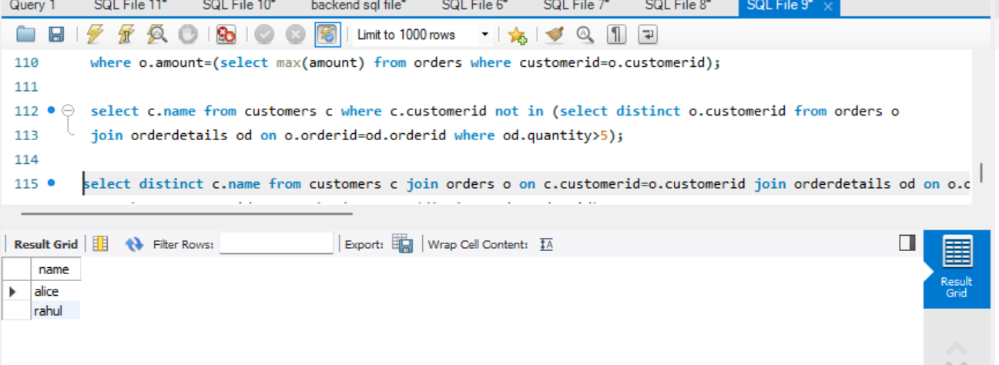 Query 1 SQL File 11* SQL File 10* backend sql file* SQL File 6* SQL File 7* SQL File 8* SQL File 9* ×
Limit to 1000 rows
110 where o.amount=(select max(amount) from orders where customerid=o.customerid);
111
112 select c.name from customers c where c.customerid not in (select distinct o.customerid from orders o
113 join orderdetails od on o.orderid=od.orderid where od.quantity>5);
114
115 select distinct c.name from customers c join orders o on c.customerid=o.customerid join orderdetails od on o.
Result Grid Filter Rows: Export: Wrap Cell Content: IA
name
alice
rahul
Result
Grid